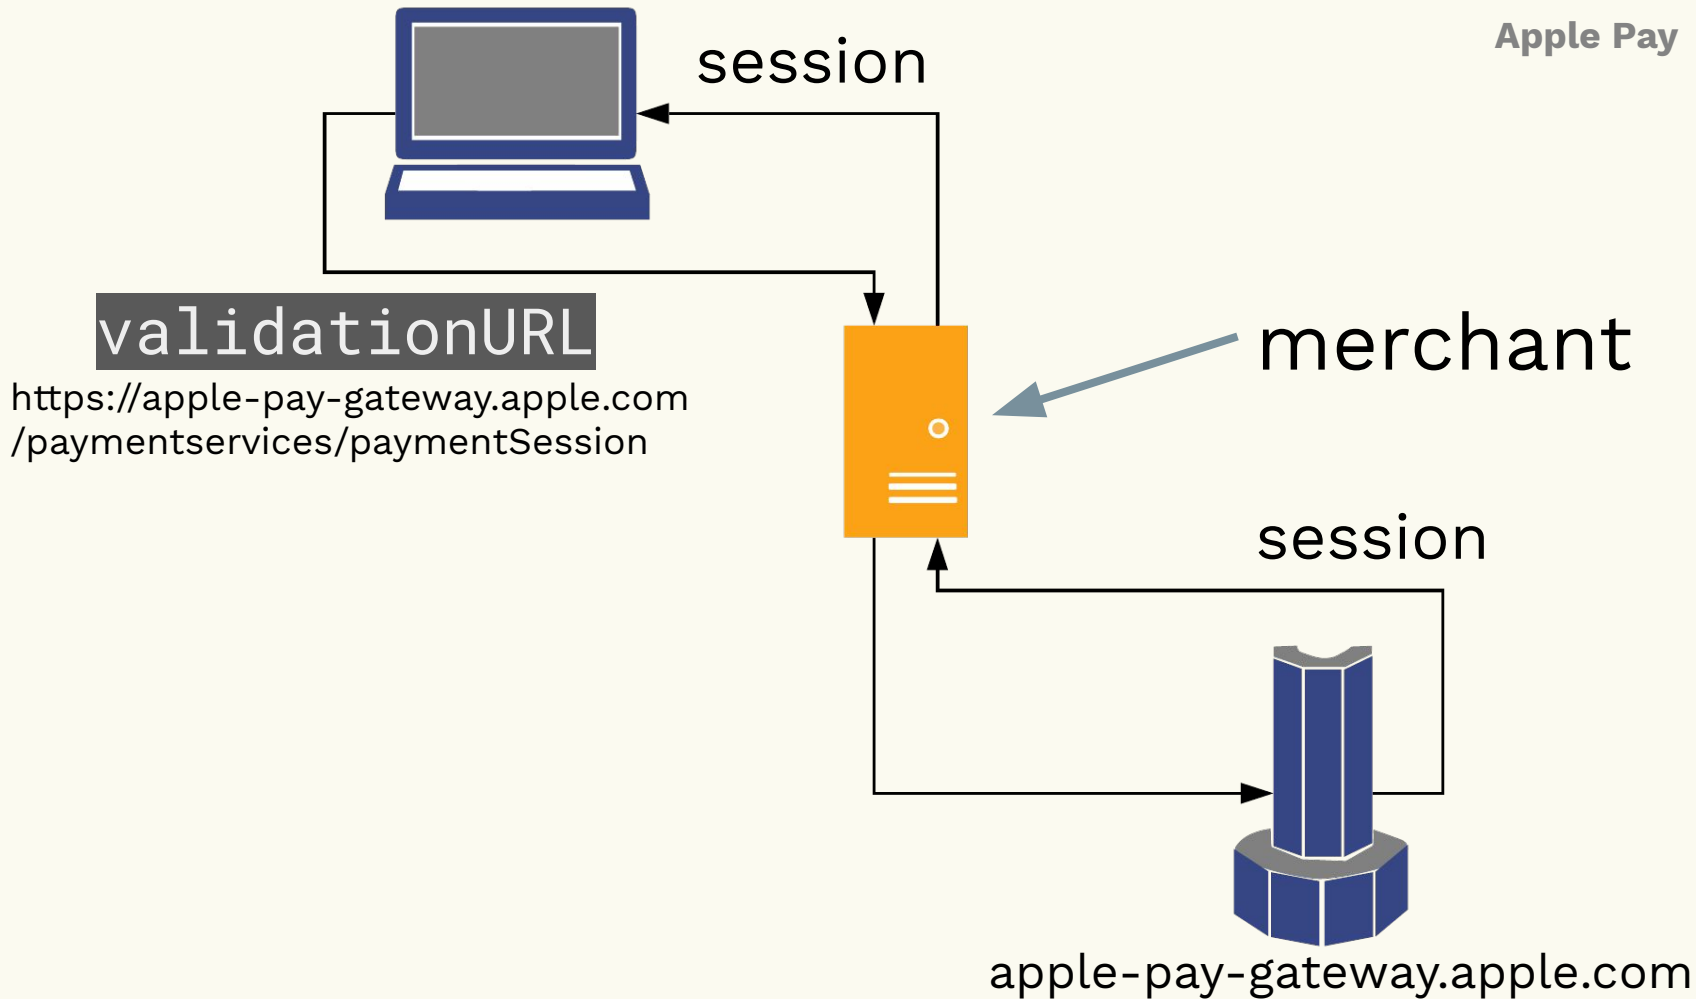 Apple Pay
session
validationURL
https://apple-pay-gateway.apple.com
/paymentservices/paymentSession
merchant
session
apple-pay-gateway.apple.com